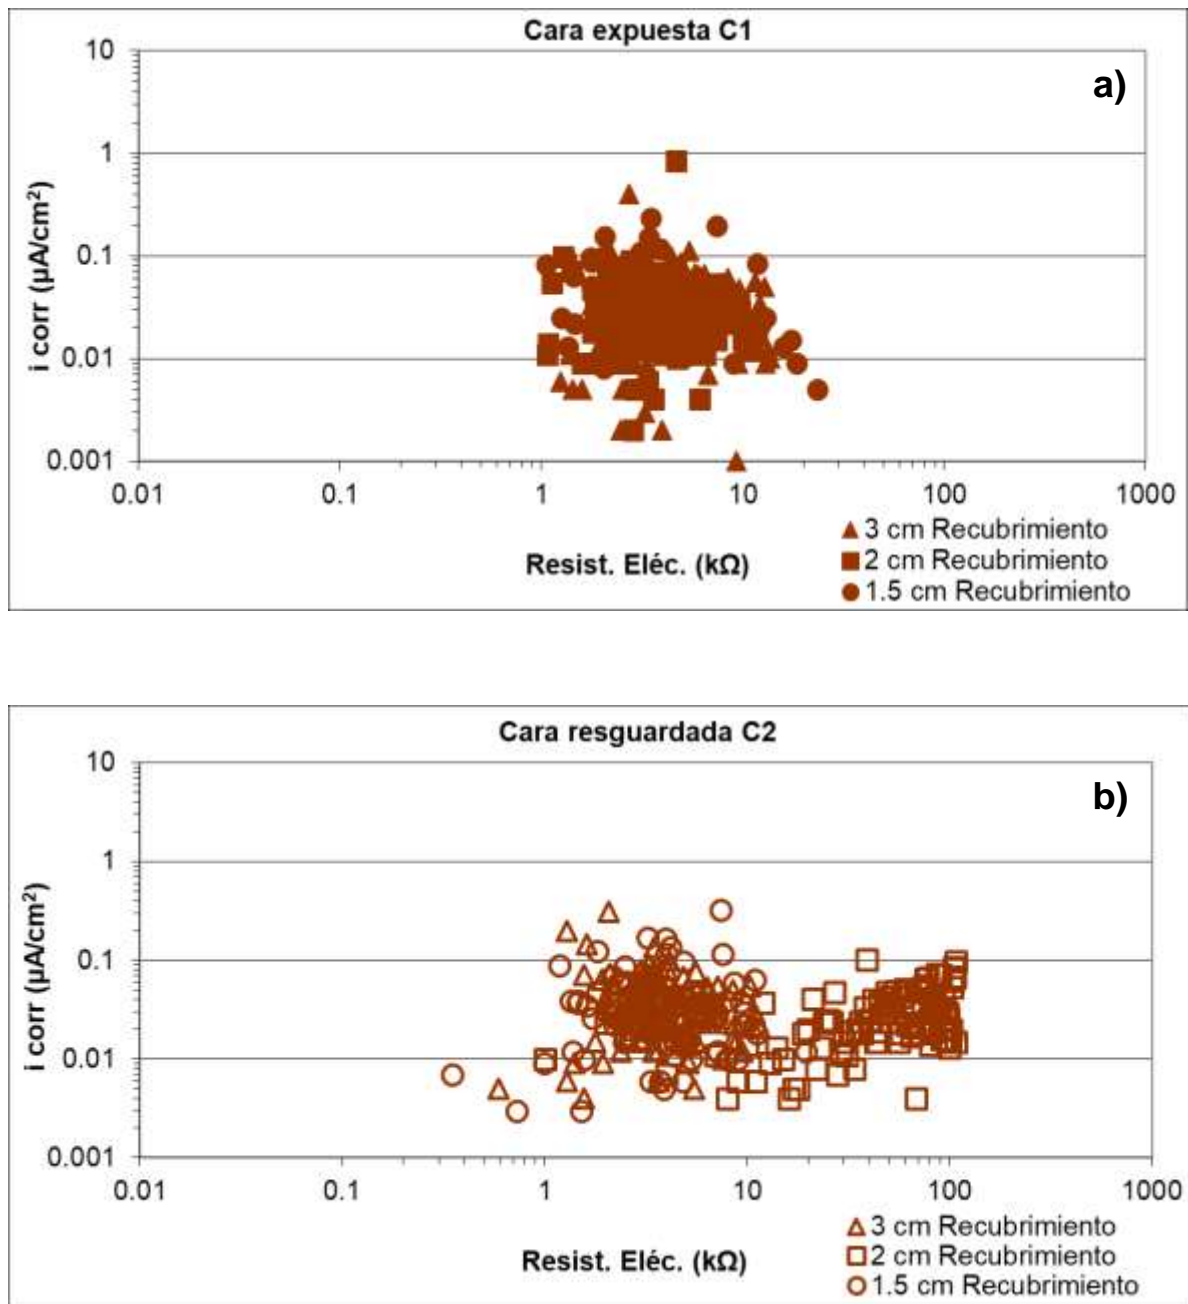 Cara expuesta C1
a)
10
1
0.1
0.01
0.001
i corr (µA/cm²)
0.01 0.1 1 10 100 1000
Resist. Eléc. (kΩ)
3 cm Recubrimiento
2 cm Recubrimiento
1.5 cm Recubrimiento
Cara resguardada C2
b)
10
1
0.1
0.01
0.001
i corr (µA/cm²)
0.01 0.1 1 10 100 1000
Resist. Eléc. (kΩ)
3 cm Recubrimiento
2 cm Recubrimiento
1.5 cm Recubrimiento